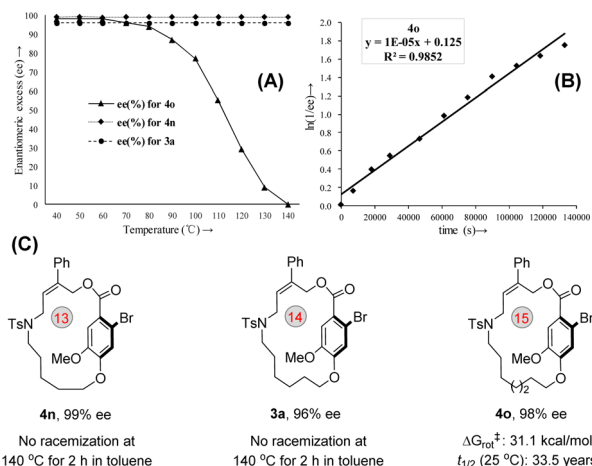 (A)
Enantiomeric excess (ee) →
100
90
80
70
60
50
40
30
20
10
0
ee(%) for 4o
ee(%) for 4n
ee(%) for 3a
40 50 60 70 80 90 100 110 120 130 140
Temperature (℃) →
(B)
ln(1/ee)→
2.0
1.8
1.6
1.4
1.2
1.0
0.8
0.6
0.4
0.2
0.0
4o
y = 1E-05x + 0.125
R² = 0.9852
0 20000 40000 60000 80000 100000 120000 140000
time (s)→
(C)
Ph
O
O
13
Br
TsN
MeO
O
4n, 99% ee
No racemization at
140 ºC for 2 h in toluene
Ph
O
O
14
Br
TsN
MeO
O
3a, 96% ee
No racemization at
140 ºC for 2 h in toluene
Ph
O
O
15
Br
TsN
MeO
( )2
O
4o, 98% ee
ΔGrot‡: 31.1 kcal/mol
t1/2 (25 ºC): 33.5 years